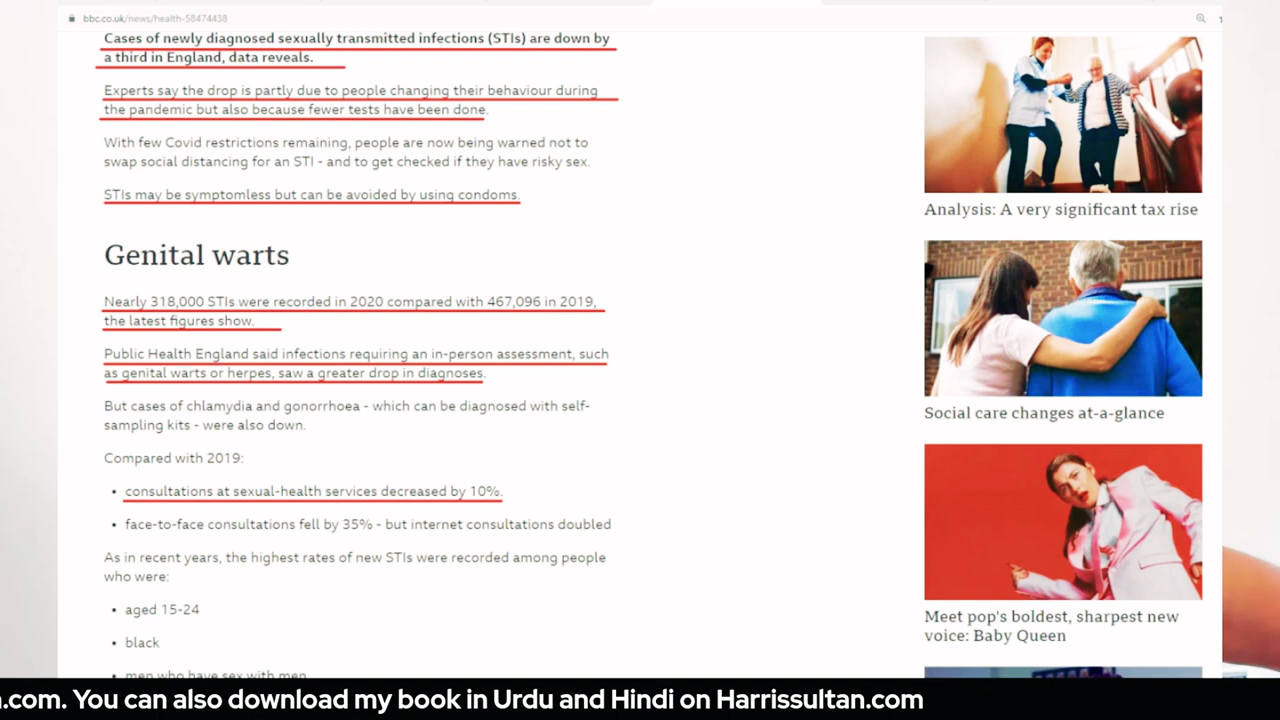 bbc.co.uk/news/health-58474438
Cases of newly diagnosed sexually transmitted infections (STIs) are down by
a third in England, data reveals.
Experts say the drop is partly due to people changing their behaviour during
the pandemic but also because fewer tests have been done.
With few Covid restrictions remaining, people are now being warned not to
swap social distancing for an STI - and to get checked if they have risky sex.
STIs may be symptomless but can be avoided by using condoms.
Genital warts
Nearly 318,000 STIs were recorded in 2020 compared with 467,096 in 2019,
the latest figures show.
Public Health England said infections requiring an in-person assessment, such
as genital warts or herpes, saw a greater drop in diagnoses.
But cases of chlamydia and gonorrhoea - which can be diagnosed with self-
sampling kits - were also down.
Compared with 2019:
• consultations at sexual-health services decreased by 10%.
• face-to-face consultations fell by 35% - but internet consultations doubled
As in recent years, the highest rates of new STIs were recorded among people
who were:
• aged 15-24
• black
men who have sex with men
Analysis: A very significant tax rise
Social care changes at-a-glance
Meet pop's boldest, sharpest new
voice: Baby Queen
n.com. You can also download my book in Urdu and Hindi on Harrissultan.com